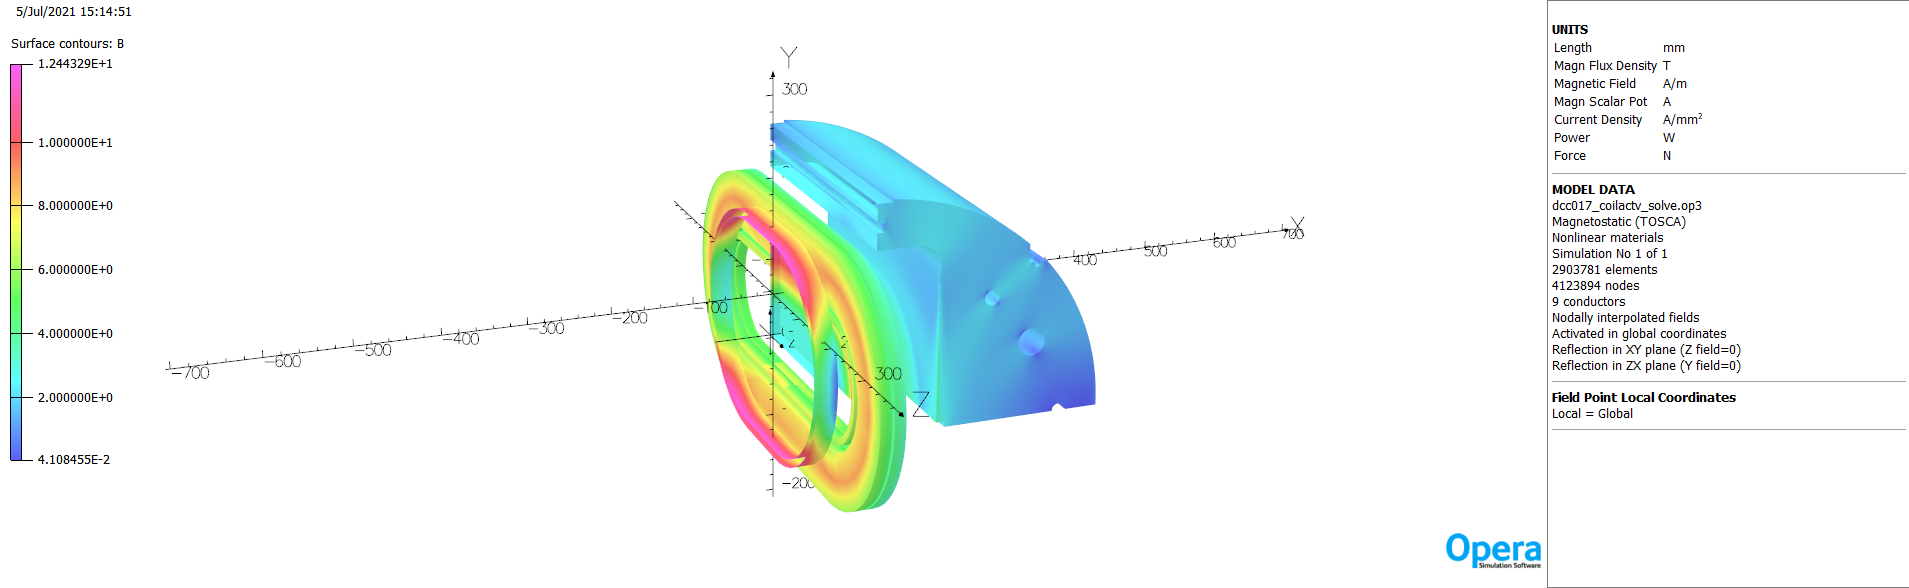 5/Jul/2021 15:14:51
Surface contours: B
1.244329E+1
1.000000E+1
8.000000E+0
6.000000E+0
4.000000E+0
2.000000E+0
4.108455E-2
Y
300
X
700
600
500
400
-100
-200
-300
-400
-500
-600
-700
Z
2
300
Z
-200
Opera
Simulation Software
UNITS
Length mm
Magn Flux Density T
Magnetic Field A/m
Magn Scalar Pot A
Current Density A/mm²
Power W
Force N
MODEL DATA
dcc017_coilactv_solve.op3
Magnetostatic (TOSCA)
Nonlinear materials
Simulation No 1 of 1
2903781 elements
4123894 nodes
9 conductors
Nodally interpolated fields
Activated in global coordinates
Reflection in XY plane (Z field=0)
Reflection in ZX plane (Y field=0)
Field Point Local Coordinates
Local = Global